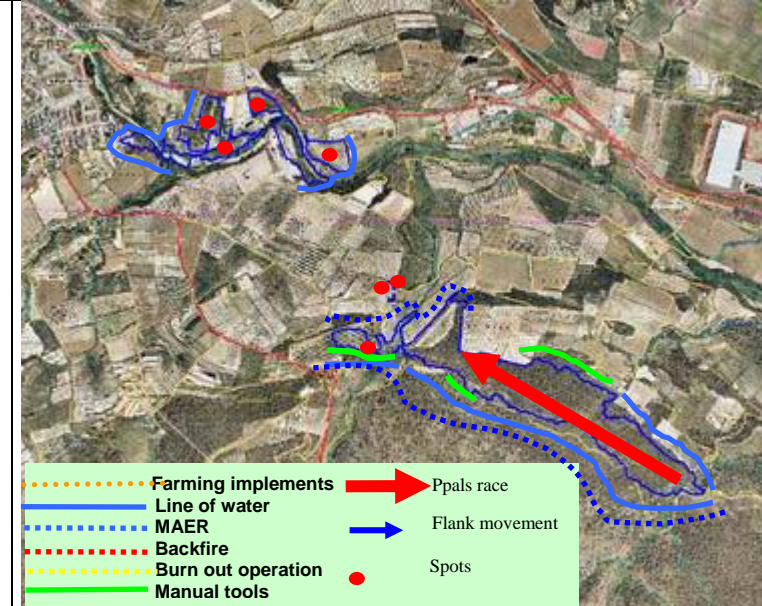 Farming implements
Line of water
MAER
Backfire
Burn out operation
Manual tools
Ppals race
Flank movement
Spots